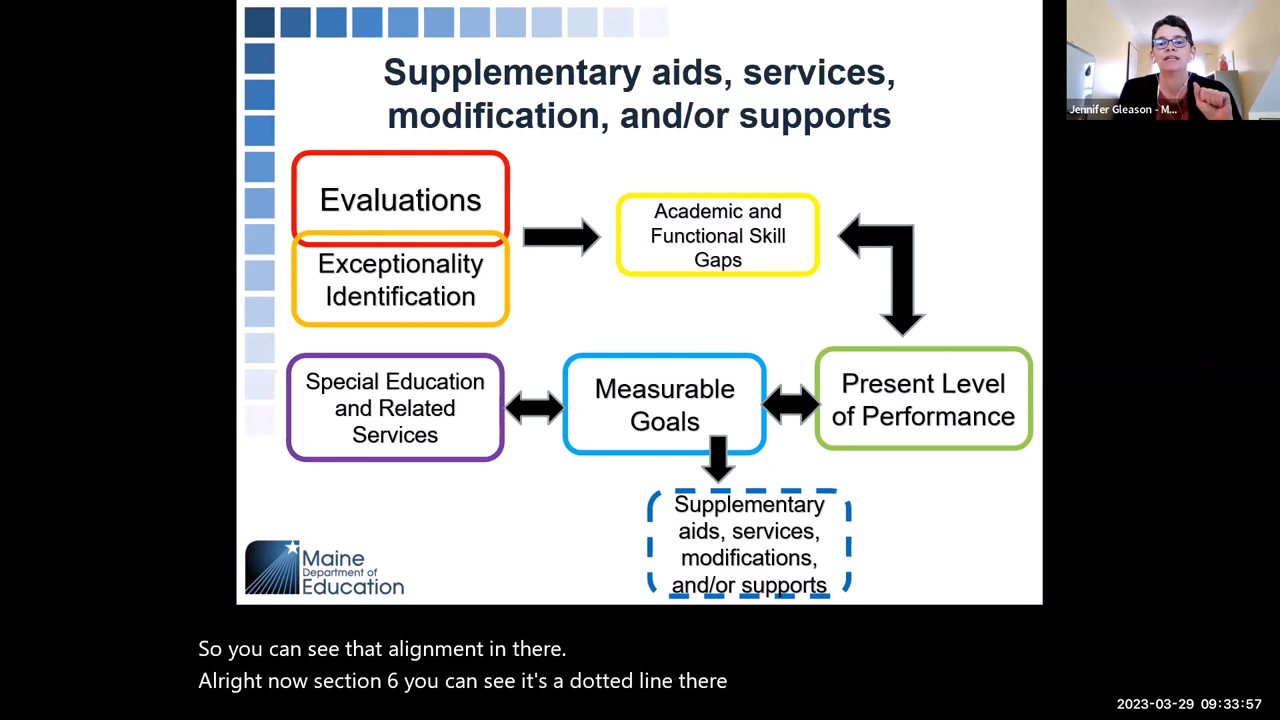 Supplementary aids, services,
modification, and/or supports
Evaluations
Exceptionality
Identification
Academic and
Functional Skill
Gaps
Special Education
and Related
Services
Measurable
Goals
Present Level
of Performance
Supplementary
aids, services,
modifications,
and/or supports
Maine
Department of
Education
Jennifer Gleason - M...
So you can see that alignment in there.
Alright now section 6 you can see it's a dotted line there
2023-03-29 09:33:57